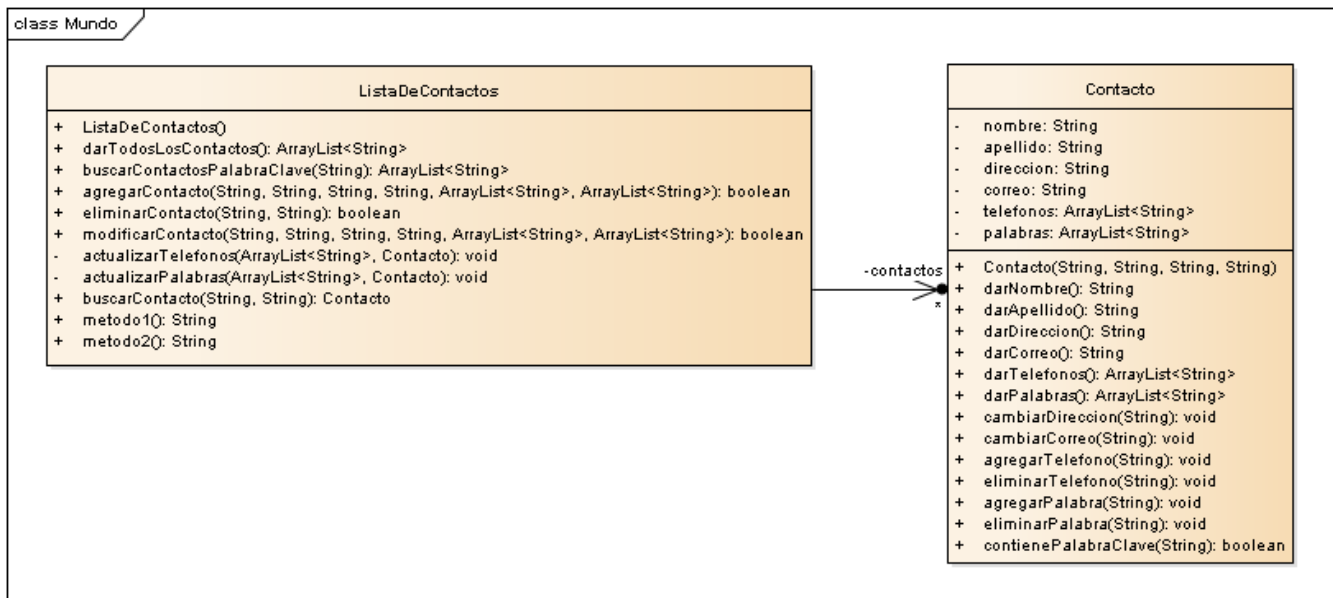 class Mundo
ListaDeContactos
+ ListaDeContactos()
+ darTodosLosContactos(): ArrayList<String>
+ buscarContactosPalabraClave(String): ArrayList<String>
+ agregarContacto(String, String, String, String, ArrayList<String>, ArrayList<String>): boolean
+ eliminarContacto(String, String): boolean
+ modificarContacto(String, String, String, String, ArrayList<String>, ArrayList<String>): boolean
- actualizarTelefonos(ArrayList<String>, Contacto): void
- actualizarPalabras(ArrayList<String>, Contacto): void
+ buscarContacto(String, String): Contacto
+ metodo1(): String
+ metodo2(): String
-contactos
*
Contacto
- nombre: String
- apellido: String
- direccion: String
- correo: String
- telefonos: ArrayList<String>
- palabras: ArrayList<String>
+ Contacto(String, String, String, String)
+ darNombre(): String
+ darApellido(): String
+ darDireccion(): String
+ darCorreo(): String
+ darTelefonos(): ArrayList<String>
+ darPalabras(): ArrayList<String>
+ cambiarDireccion(String): void
+ cambiarCorreo(String): void
+ agregarTelefono(String): void
+ eliminarTelefono(String): void
+ agregarPalabra(String): void
+ eliminarPalabra(String): void
+ contienePalabraClave(String): boolean